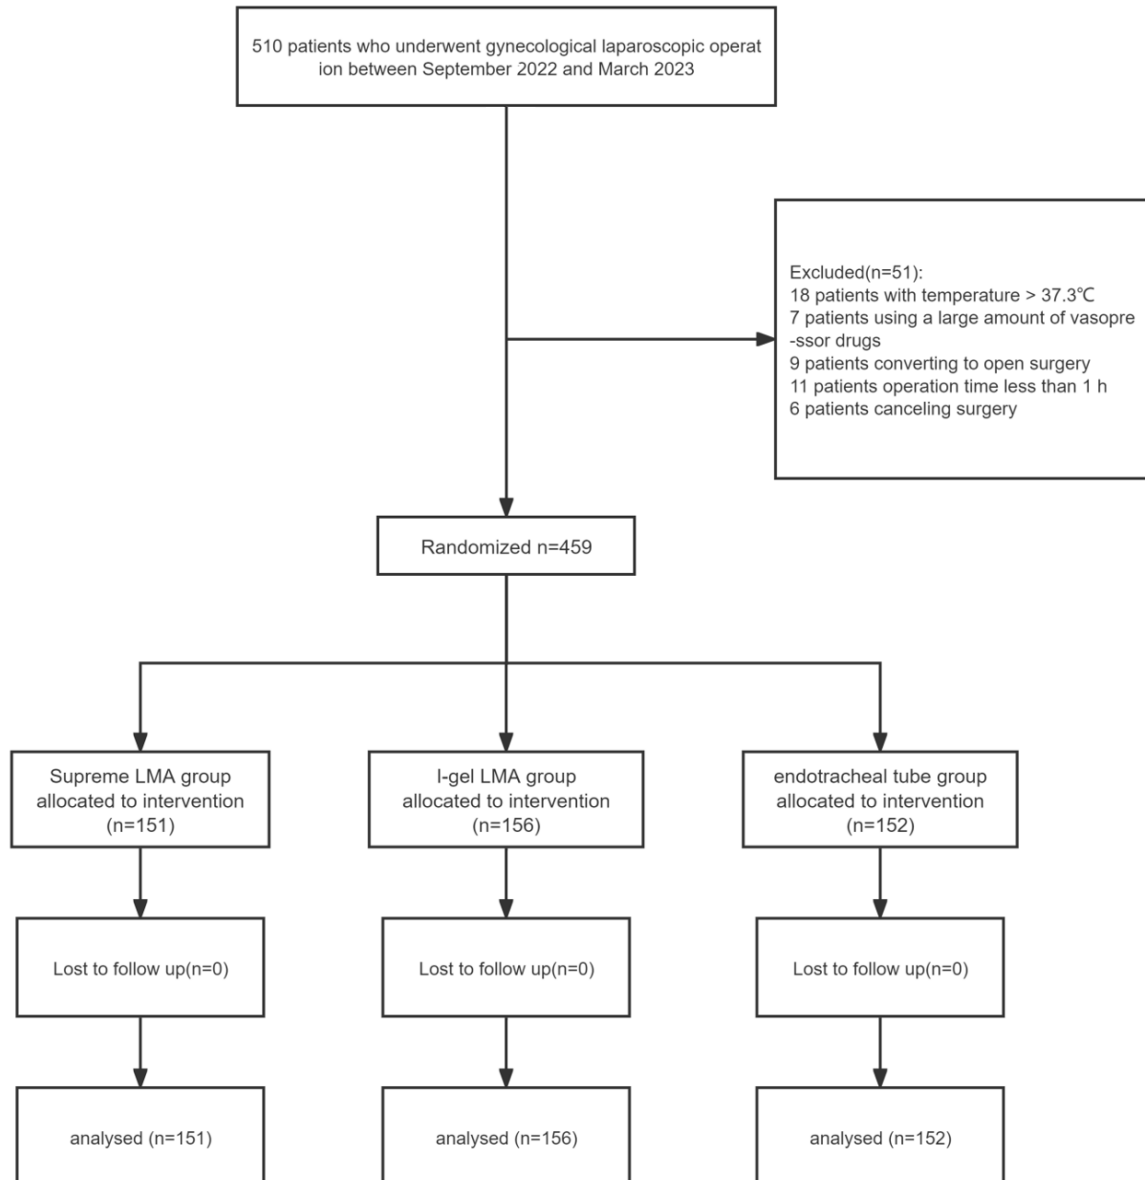 510 patients who underwent gynecological laparoscopic operat
ion between September 2022 and March 2023
Excluded(n=51):
18 patients with temperature > 37.3℃
7 patients using a large amount of vasopre
-ssor drugs
9 patients converting to open surgery
11 patients operation time less than 1 h
6 patients canceling surgery
Randomized n=459
Supreme LMA group
allocated to intervention
(n=151)
I-gel LMA group
allocated to intervention
(n=156)
endotracheal tube group
allocated to intervention
(n=152)
Lost to follow up(n=0)
Lost to follow up(n=0)
Lost to follow up(n=0)
analysed (n=151)
analysed (n=156)
analysed (n=152)